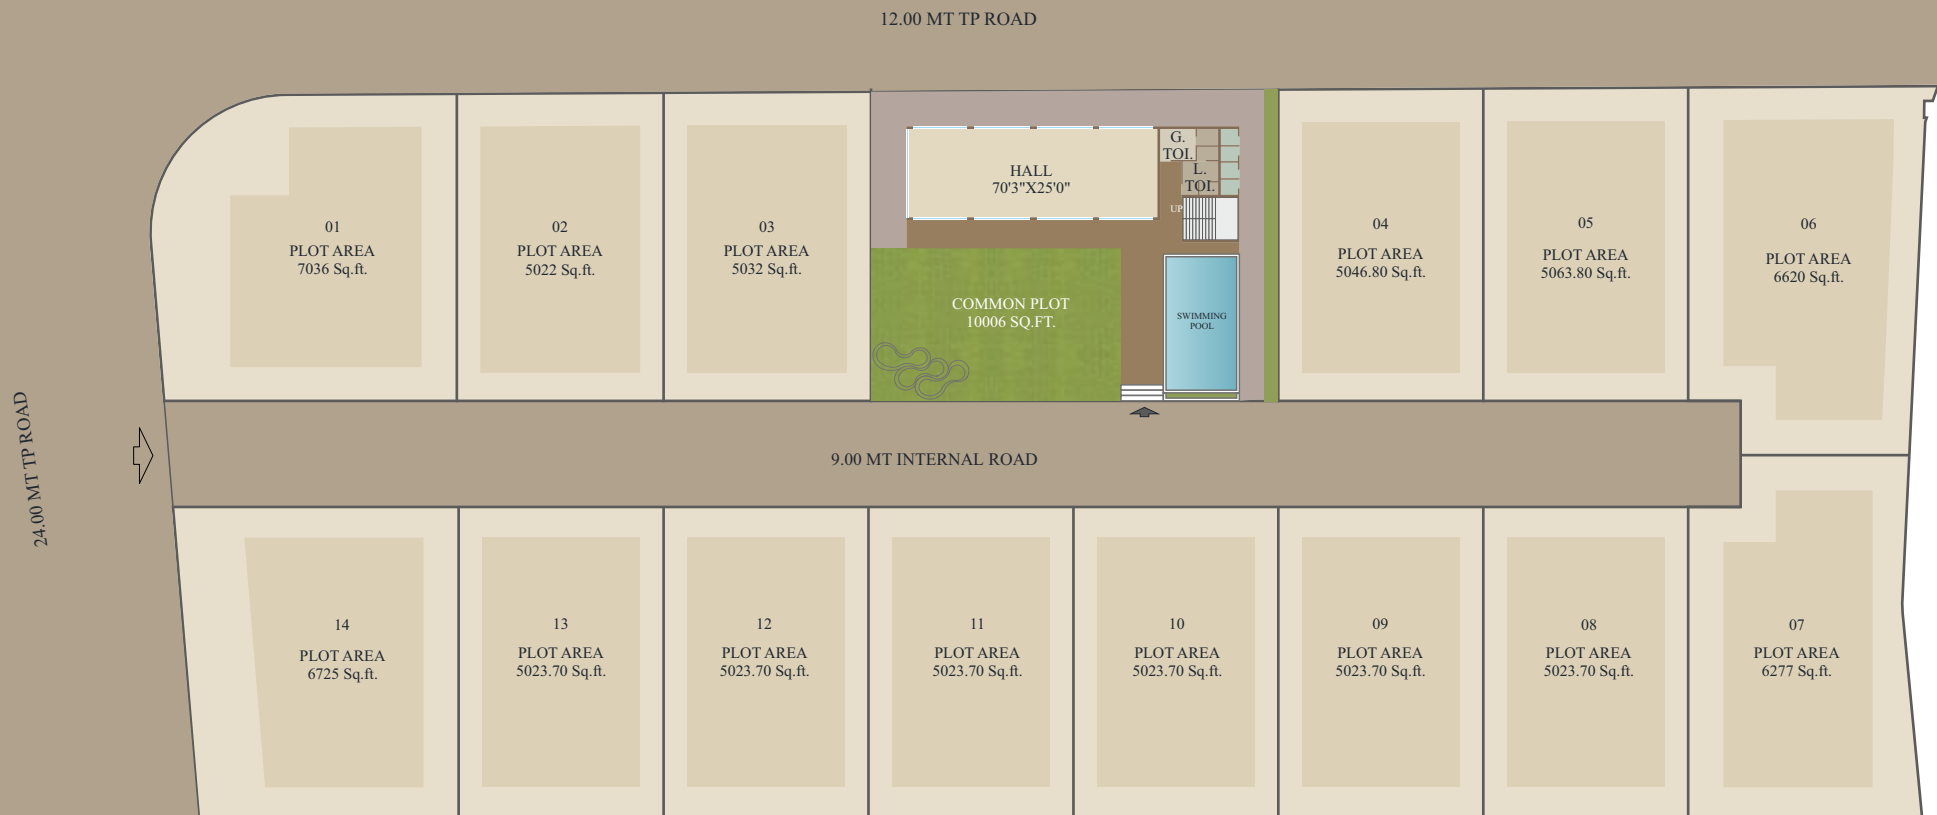 12.00 MT TP ROAD
24.00 MT TP ROAD
01
PLOT AREA
7036 Sq.ft.
02
PLOT AREA
5022 Sq.ft.
03
PLOT AREA
5032 Sq.ft.
HALL
70'3"X25'0"
G.
TOI.
L.
TOI.
UP
COMMON PLOT
10006 SQ.FT.
SWIMMING
POOL
04
PLOT AREA
5046.80 Sq.ft.
05
PLOT AREA
5063.80 Sq.ft.
06
PLOT AREA
6620 Sq.ft.
9.00 MT INTERNAL ROAD
14
PLOT AREA
6725 Sq.ft.
13
PLOT AREA
5023.70 Sq.ft.
12
PLOT AREA
5023.70 Sq.ft.
11
PLOT AREA
5023.70 Sq.ft.
10
PLOT AREA
5023.70 Sq.ft.
09
PLOT AREA
5023.70 Sq.ft.
08
PLOT AREA
5023.70 Sq.ft.
07
PLOT AREA
6277 Sq.ft.